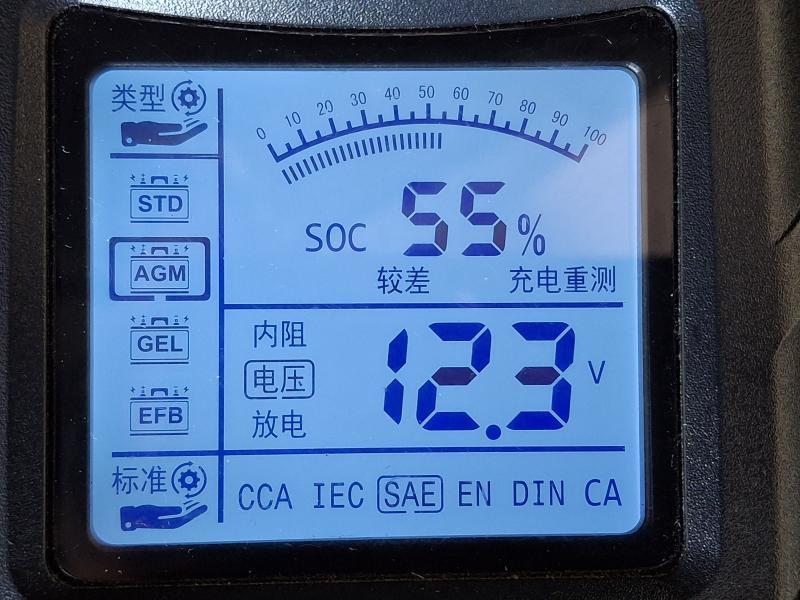 类型
0 10 20 30 40 50 60 70 80 90 100
STD
SOC 55%
AGM
较差 充电重测
GEL
内阻
电压 12.3 V
EFB
放电
标准
CCA IEC SAE EN DIN CA